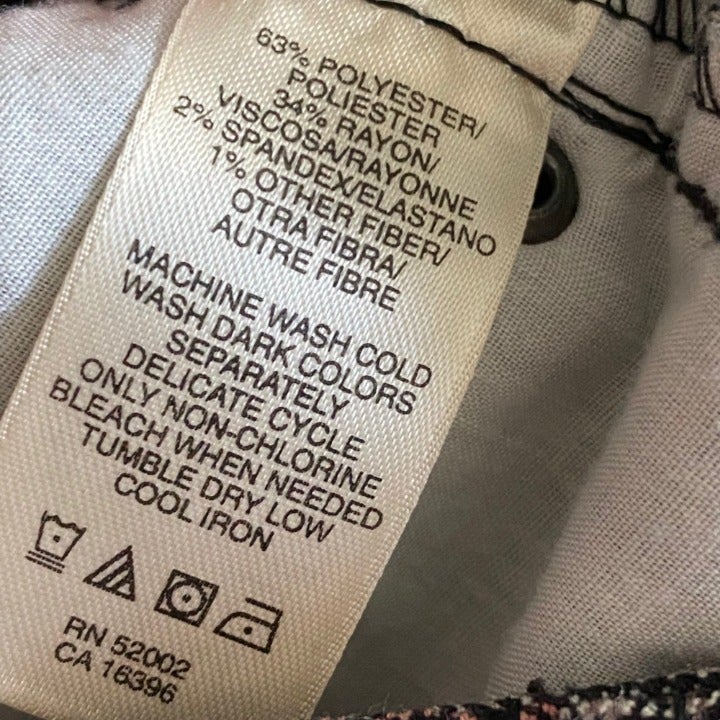 63% POLYESTER/
POLIESTER
34% RAYON/
VISCOSA/RAYONNE
2% SPANDEX/ELASTANO
1% OTHER FIBER/
OTRA FIBRA/
AUTRE FIBRE
MACHINE WASH COLD
WASH DARK COLORS
SEPARATELY
DELICATE CYCLE
ONLY NON-CHLORINE
BLEACH WHEN NEEDED
TUMBLE DRY LOW
COOL IRON
RN 52002
CA 16396